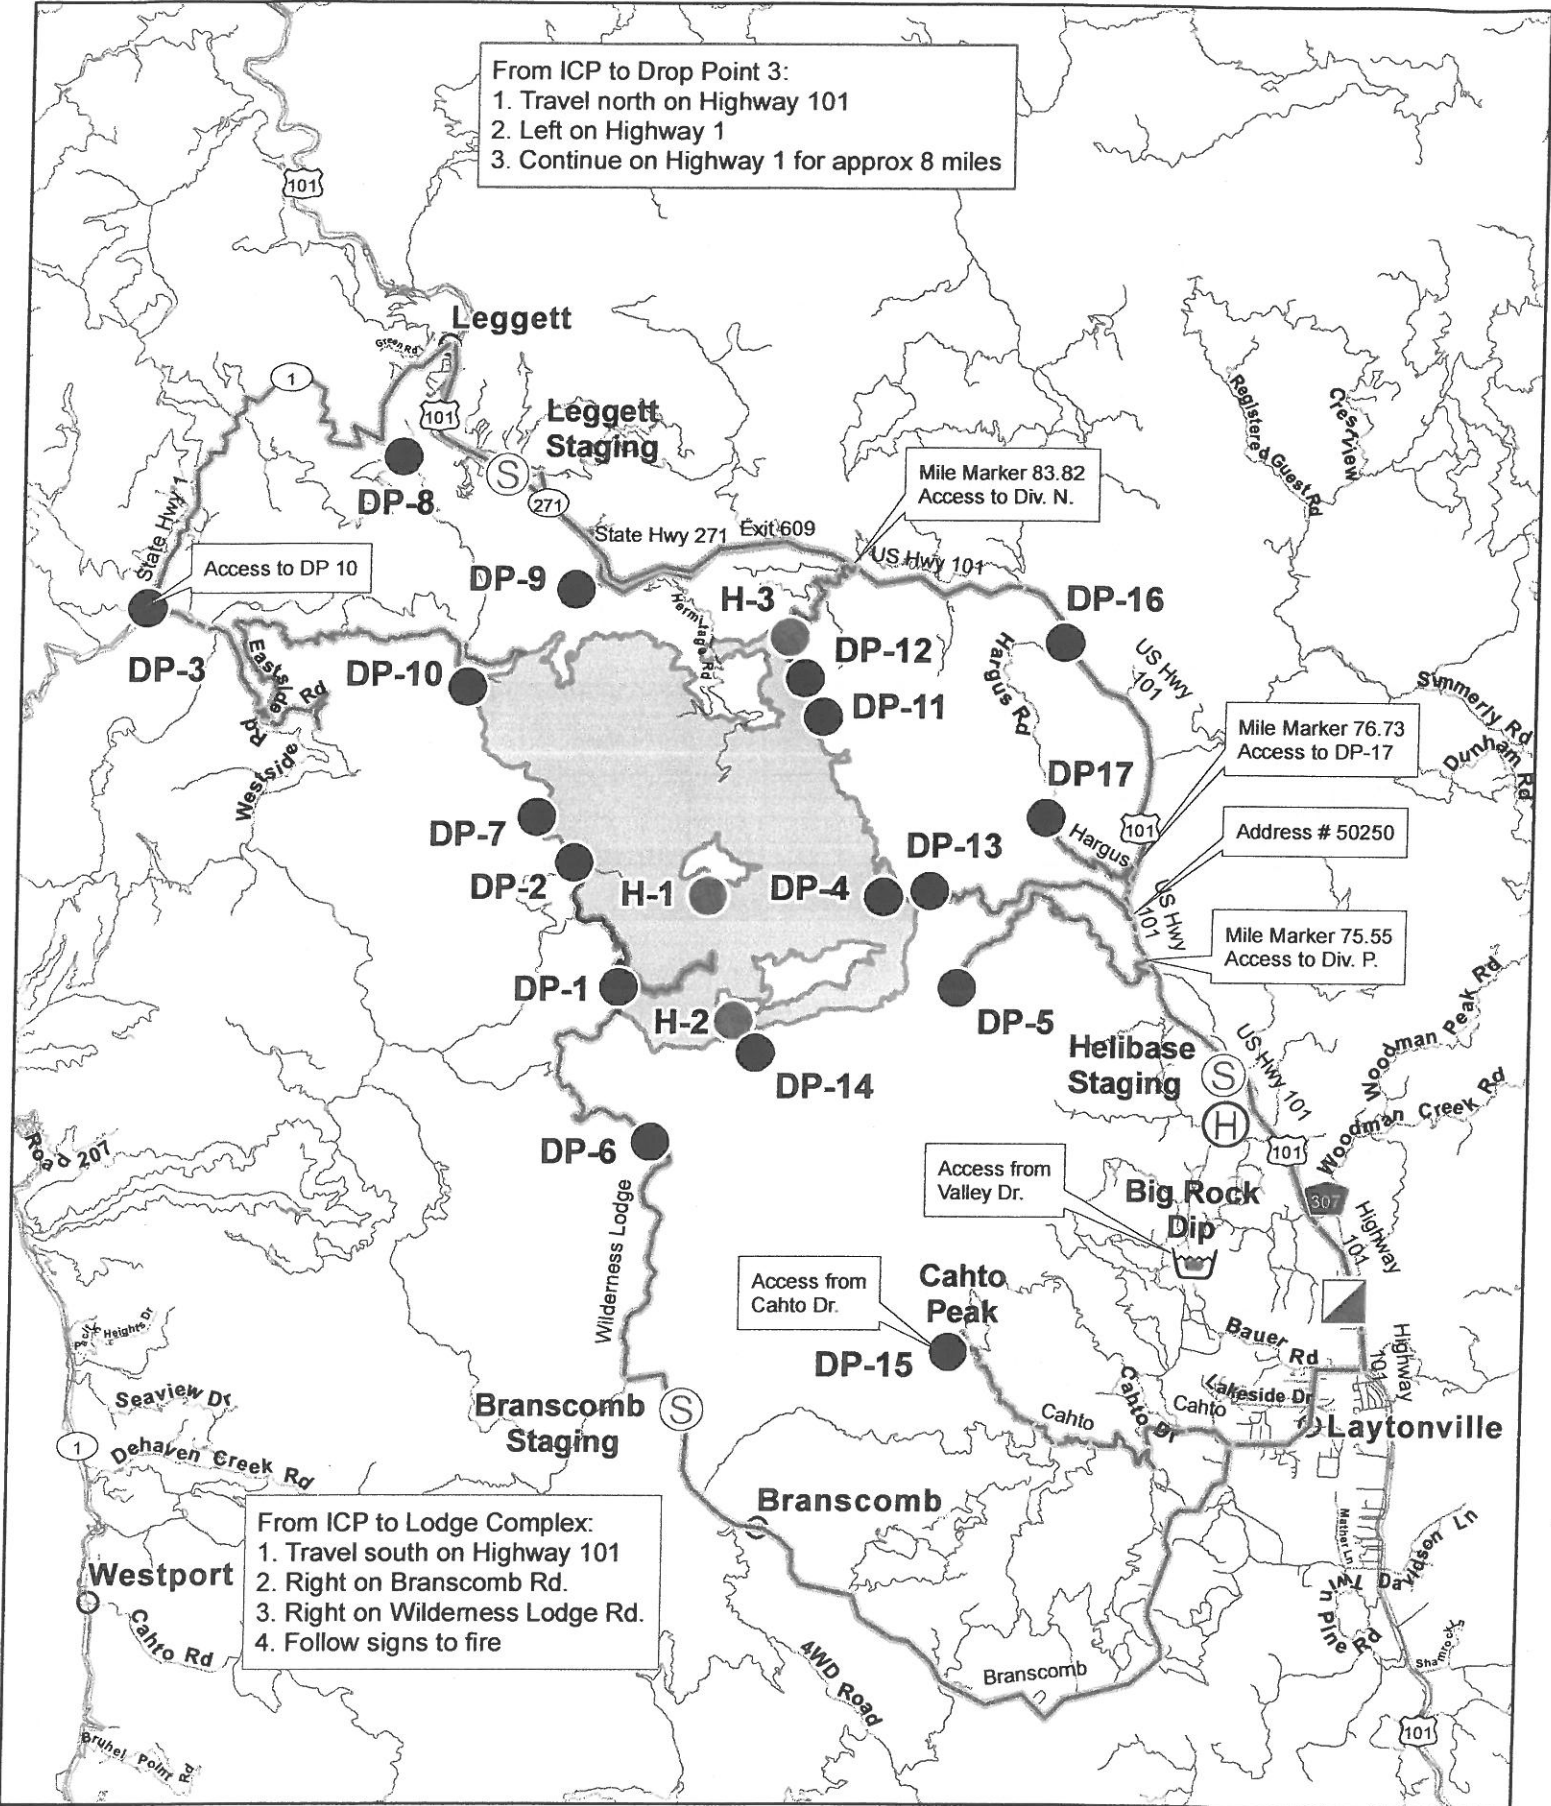 From ICP to Drop Point 3:
1. Travel north on Highway 101
2. Left on Highway 1
3. Continue on Highway 1 for approx 8 miles
101
Leggett
Green Rd
1
101
Leggett
Staging
S
DP-8
271
State Hwy 271
Exit 609
Mile Marker 83.82
Access to Div. N.
US Hwy 101
Registered Guest Rd
Crestview
State Hwy 1
Access to DP 10
DP-9
H-3
Hermitage Rd
DP-16
DP-3
DP-10
DP-12
DP-11
Hargus Rd
US Hwy
101
Simmerly Rd
Dunham Rd
Eastside Rd
Westside Rd
Mile Marker 76.73
Access to DP-17
DP17
101
Hargus
Address # 50250
DP-7
DP-2
H-1
DP-4
DP-13
US Hwy
101
Mile Marker 75.55
Access to Div. P.
DP-1
H-2
DP-5
DP-14
Helibase
Staging
S
H
US Hwy 101
Woodman Peak Rd
Woodman Creek Rd
101
307
Highway
101
Road 207
DP-6
Wilderness Lodge
Access from
Valley Dr.
Big Rock
Dip
Access from
Cahto Dr.
Cahto
Peak
DP-15
Heights Dr
Bauer Rd
Highway
101
Lakeside Dr
Cahto
Cahto Dr
Cahto
Laytonville
Seaview Dr
Branscomb
Staging
S
1
Dehaven Creek Rd
Branscomb
From ICP to Lodge Complex:
1. Travel south on Highway 101
2. Right on Branscomb Rd.
3. Right on Wilderness Lodge Rd.
4. Follow signs to fire
Westport
Cahto Rd
Mather Ln
Davidson Ln
Twin Pine Rd
4WD Road
Branscomb
101
Bruhel Point Rd